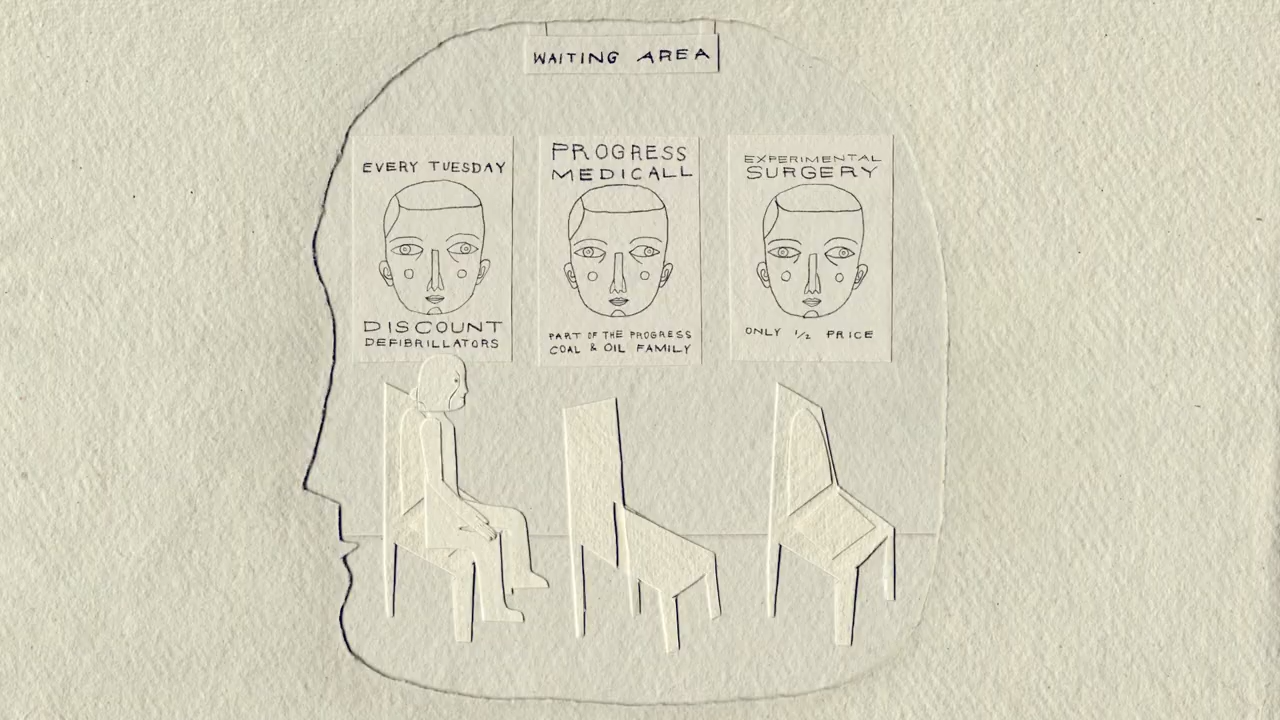 WAITING AREA
EVERY TUESDAY
DISCOUNT
DEFIBRILLATORS
PROGRESS
MEDICALL
PART OF THE PROGRESS
COAL & OIL FAMILY
EXPERIMENTAL
SURGERY
ONLY 1/2 PRICE